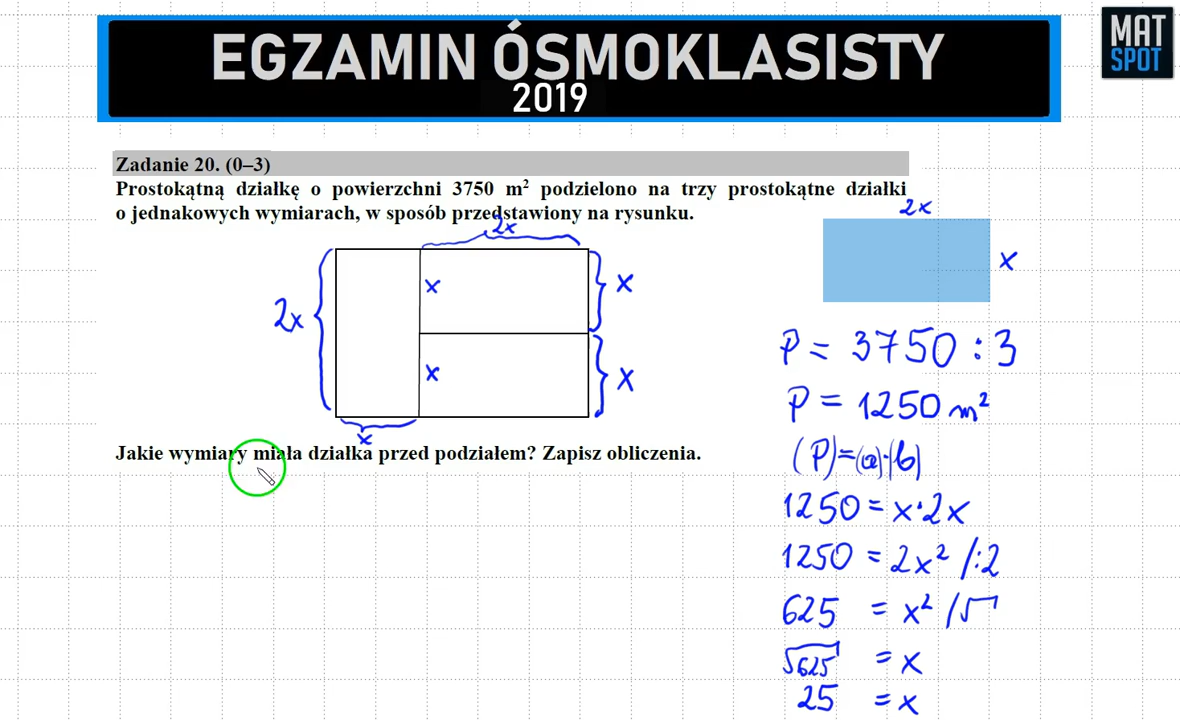 EGZAMIN ÓSMOKLASISTY
2019
MAT
SPOT
Zadanie 20. (0–3)
Prostokątną działkę o powierzchni 3750 m² podzielono na trzy prostokątne działki
o jednakowych wymiarach, w sposób przedstawiony na rysunku.
2x
x
x
2x
x
x
x
Jakie wymiary miała działka przed podziałem? Zapisz obliczenia.
2x
x
P = 3750 : 3
P = 1250 m²
(P)=(a)·(b)
1250 = x·2x
1250 = 2x² /:2
625 = x² /√
√625 = x
25 = x